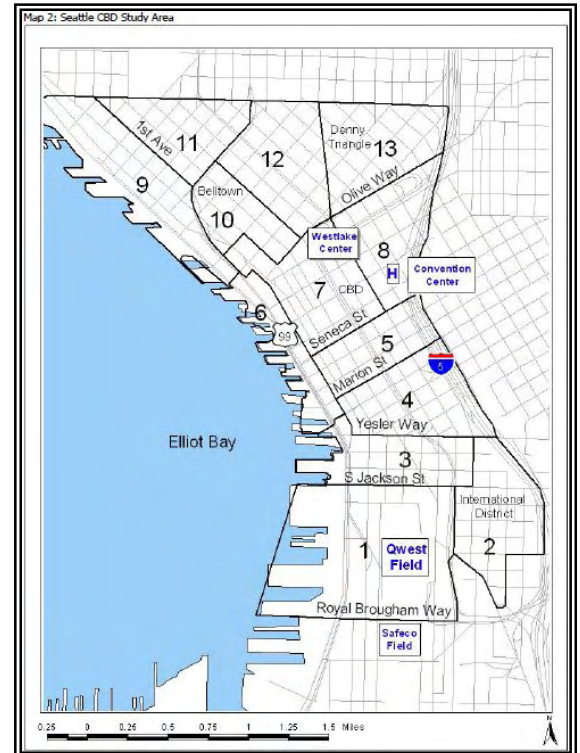 Map 2: Seattle CBD Study Area
1st Ave
11
12
Denny
Triangle
13
9
Belltown
Olive Way
10
Westlake
Center
8
H
Convention
Center
6
7
CBD
99
Seneca St
5
5
Marion St
4
Elliot Bay
Yesler Way
3
S Jackson St
International
District
1
Qwest
Field
2
Royal Brougham Way
Safeco
Field
0.25 0 0.25 0.5 0.75 1 1.25 1.5 Miles
N